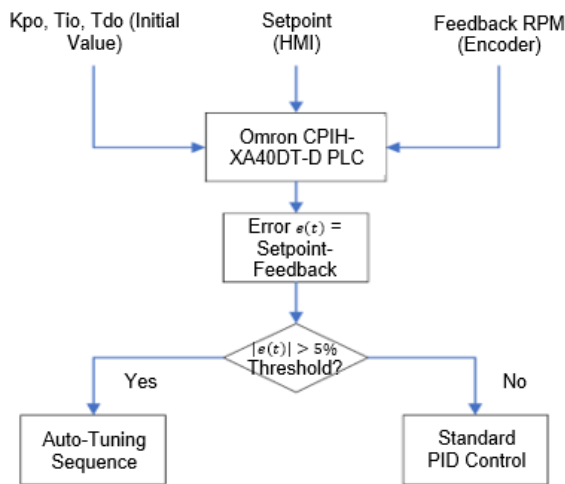 Kpo, Tio, Tdo (Initial
Value)
Setpoint
(HMI)
Feedback RPM
(Encoder)
Omron CPIH-
XA40DT-D PLC
Error e(t) =
Setpoint-
Feedback
|e(t)| > 5%
Threshold?
Yes
No
Auto-Tuning
Sequence
Standard
PID Control